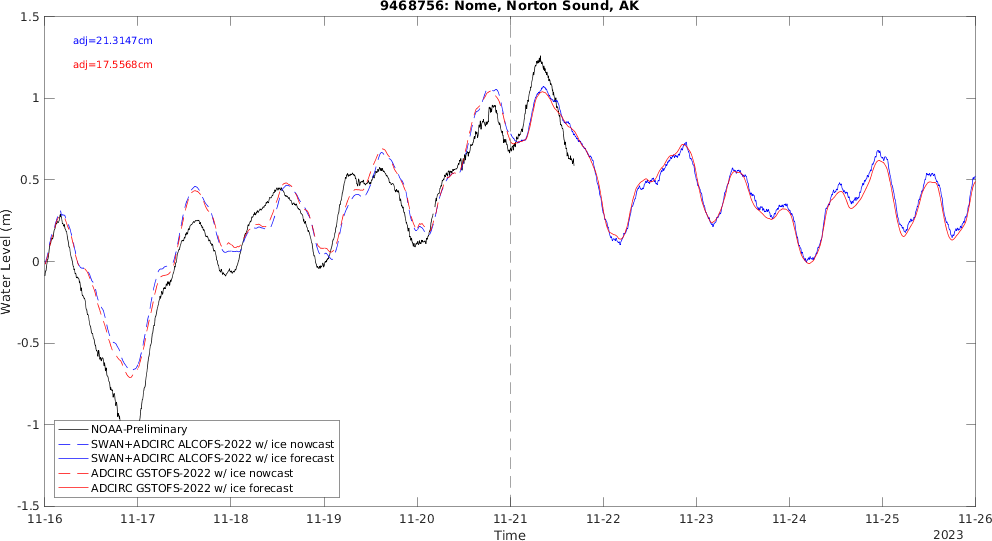 9468756: Nome, Norton Sound, AK
adj=21.3147cm
adj=17.5568cm
Water Level (m)
1.5
1
0.5
0
-0.5
-1
-1.5
NOAA-Preliminary
SWAN+ADCIRC ALCOFS-2022 w/ ice nowcast
SWAN+ADCIRC ALCOFS-2022 w/ ice forecast
ADCIRC GSTOFS-2022 w/ ice nowcast
ADCIRC GSTOFS-2022 w/ ice forecast
11-16 11-17 11-18 11-19 11-20 11-21 11-22 11-23 11-24 11-25 11-26
Time
2023